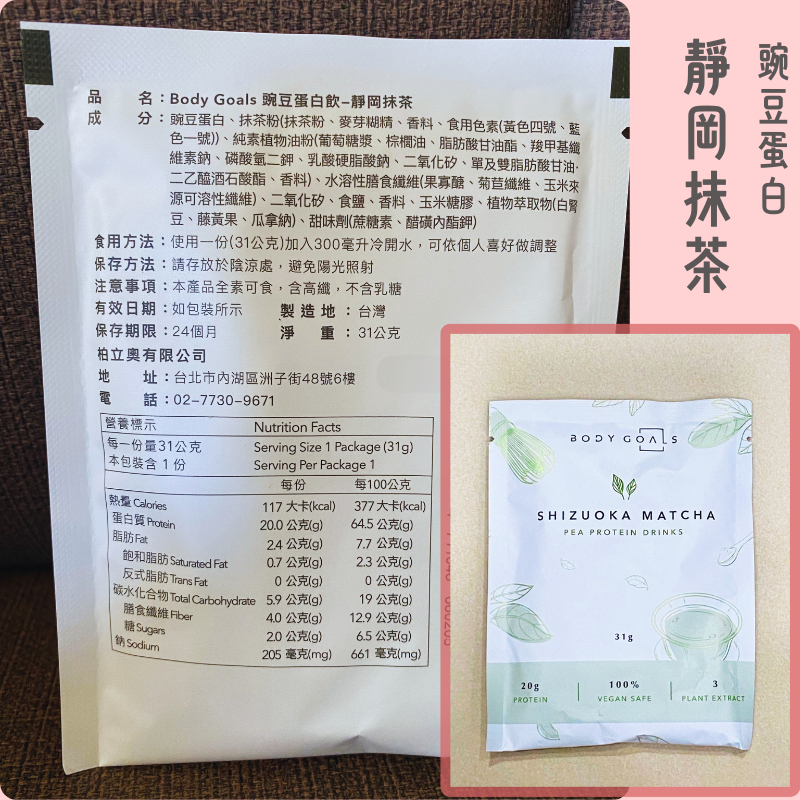 豌豆蛋白
靜岡抹茶
品　　名：Body Goals 豌豆蛋白飲–靜岡抹茶
成　　分：豌豆蛋白、抹茶粉(抹茶粉、麥芽糊精、香料、食用色素(黃色四號、藍
色一號))、純素植物油粉(葡萄糖漿、棕櫚油、脂肪酸甘油酯、羧甲基纖
維素鈉、磷酸氫二鉀、乳酸硬脂酸鈉、二氧化矽、單及雙脂肪酸甘油·
二乙醯酒石酸酯、香料)、水溶性膳食纖維(果寡醣、菊苣纖維、玉米來
源可溶性纖維)、二氧化矽、食鹽、香料、玉米糖膠、植物萃取物(白腎
豆、藤黃果、瓜拿納)、甜味劑(蔗糖素、醋磺內酯鉀)
食用方法：使用一份(31公克)加入300毫升冷開水，可依個人喜好做調整
保存方法：請存放於陰涼處，避免陽光照射
注意事項：本產品全素可食，含高纖，不含乳糖
有效日期：如包裝所示　製造地：台灣
保存期限：24個月　淨　重：31公克
柏立奧有限公司
地　　址：台北市內湖區洲子街48號6樓
電　　話：02-7730-9671
營養標示 Nutrition Facts
每一份量31公克 Serving Size 1 Package (31g)
本包裝含 1 份 Serving Per Package 1
每份 每100公克
熱量 Calories 117 大卡(kcal) 377 大卡(kcal)
蛋白質 Protein 20.0 公克(g) 64.5 公克(g)
脂肪 Fat 2.4 公克(g) 7.7 公克(g)
飽和脂肪 Saturated Fat 0.7 公克(g) 2.3 公克(g)
反式脂肪 Trans Fat 0 公克(g) 0 公克(g)
碳水化合物 Total Carbohydrate 5.9 公克(g) 19 公克(g)
膳食纖維 Fiber 4.0 公克(g) 12.9 公克(g)
糖 Sugars 2.0 公克(g) 6.5 公克(g)
鈉 Sodium 205 毫克(mg) 661 毫克(mg)
BODY GOALS
SHIZUOKA MATCHA
PEA PROTEIN DRINKS
31g
20g 100% 3
PROTEIN VEGAN SAFE PLANT EXTRACT